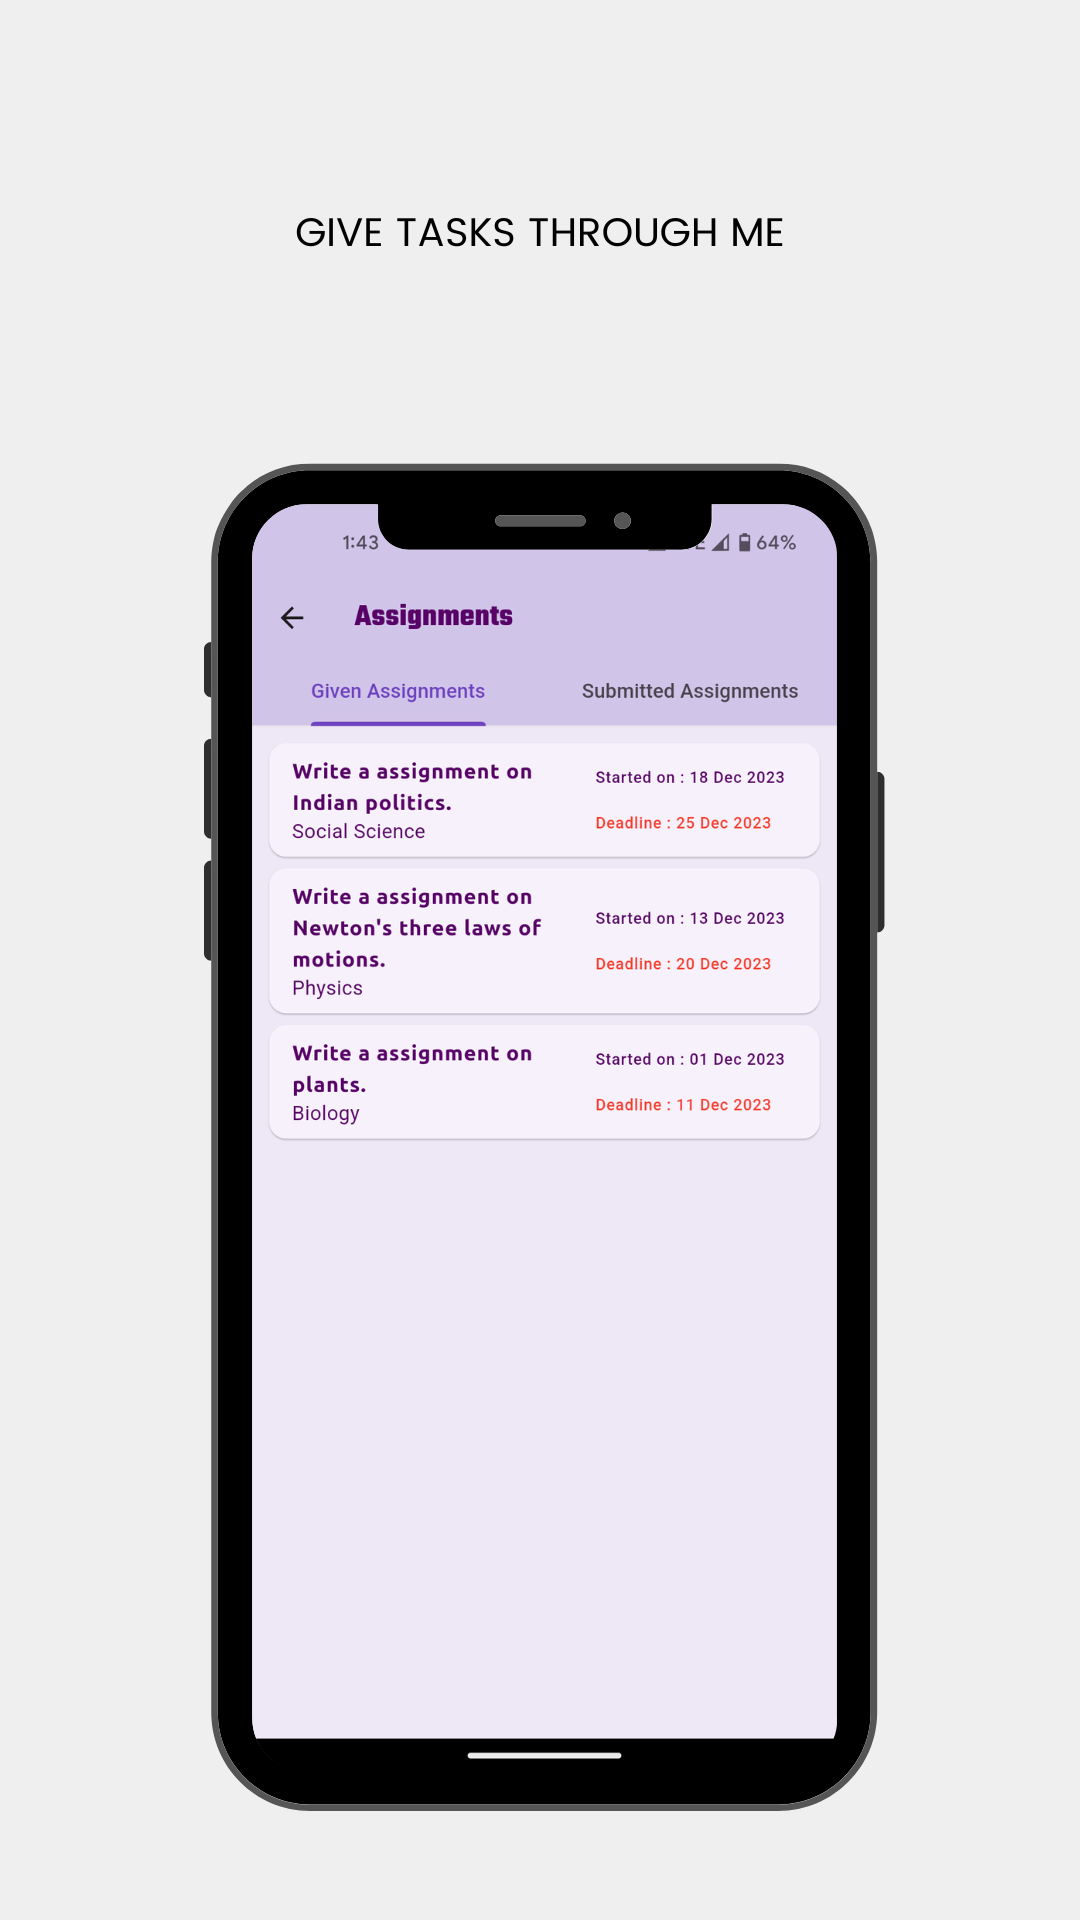 GIVE TASKS THROUGH ME
1:43
64%
Assignments
Given Assignments
Submitted Assignments
Write a assignment on
Indian politics.
Social Science
Started on : 18 Dec 2023
Deadline : 25 Dec 2023
Write a assignment on
Newton's three laws of
motions.
Physics
Started on : 13 Dec 2023
Deadline : 20 Dec 2023
Write a assignment on
plants.
Biology
Started on : 01 Dec 2023
Deadline : 11 Dec 2023